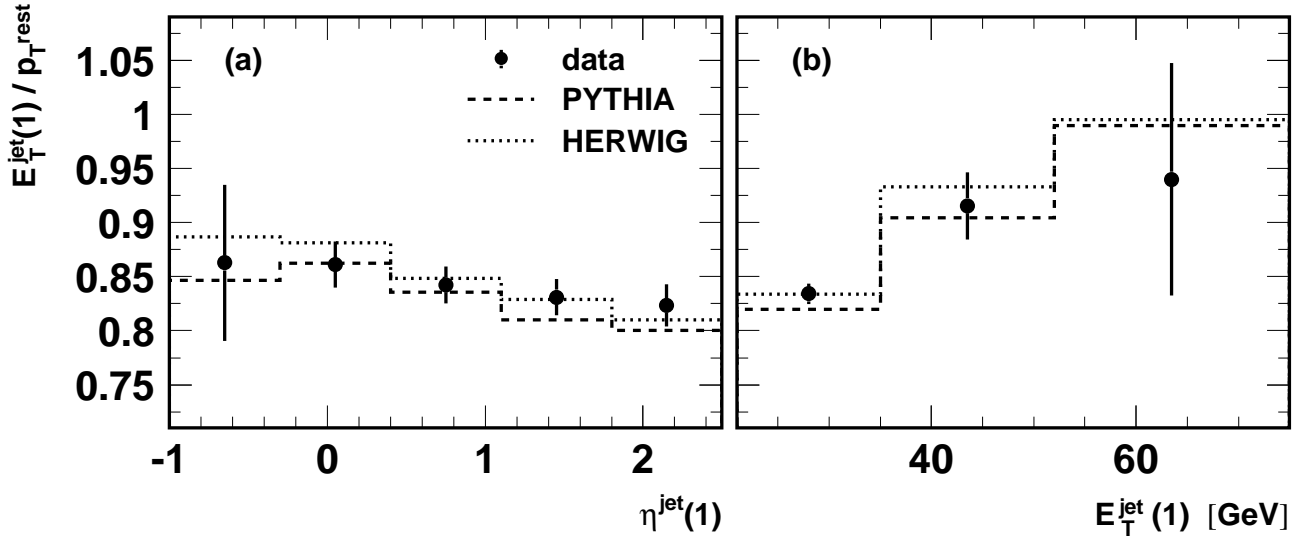 E_T^jet(1) / p_T^rest
1.05
1
0.95
0.9
0.85
0.8
0.75
(a)
data
PYTHIA
HERWIG
(b)
-1 0 1 2
40 60
η^jet(1)
E_T^jet (1) [GeV]